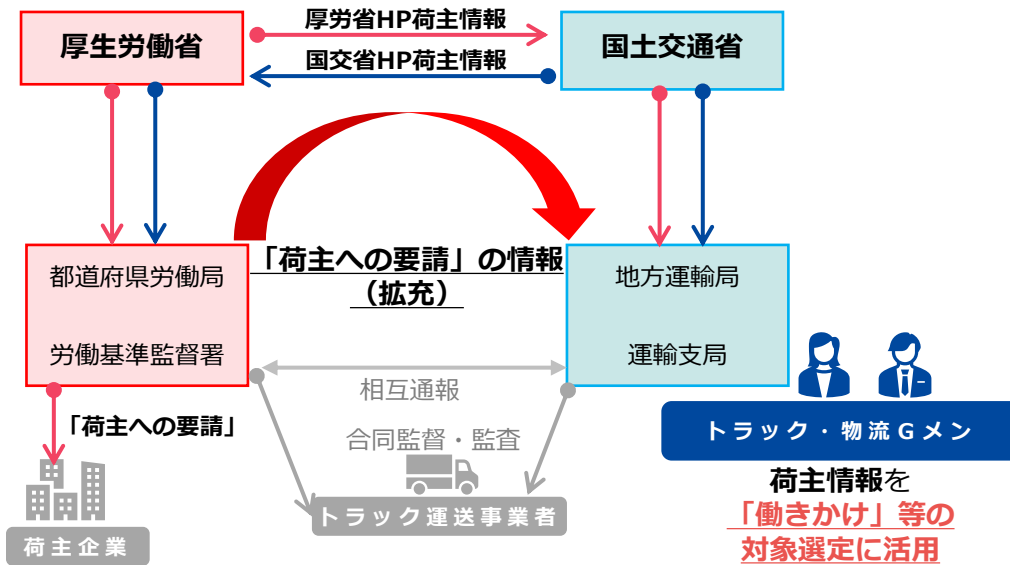 厚生労働省
厚労省HP荷主情報
国交省HP荷主情報
国土交通省
「荷主への要請」の情報
（拡充）
都道府県労働局
労働基準監督署
地方運輸局
運輸支局
相互通報
合同監督・監査
「荷主への要請」
荷主企業
トラック運送事業者
トラック・物流Gメン
荷主情報を
「働きかけ」等の
対象選定に活用